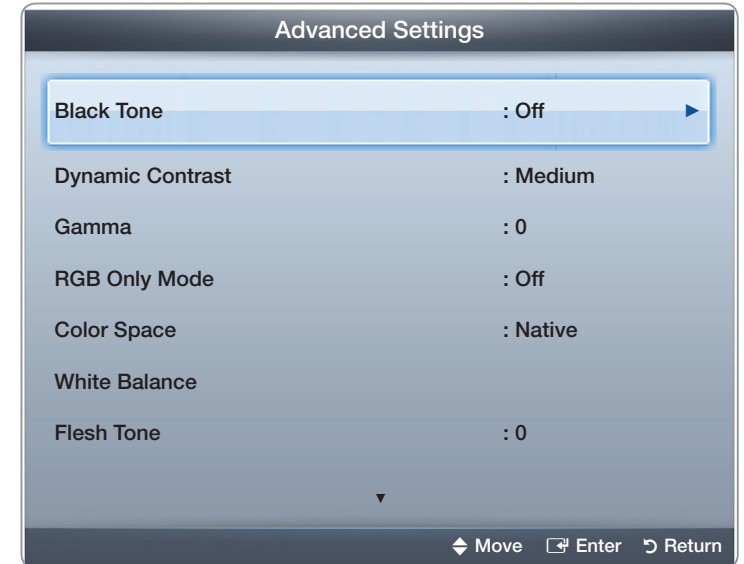 Advanced Settings
Black Tone : Off ►
Dynamic Contrast : Medium
Gamma : 0
RGB Only Mode : Off
Color Space : Native
White Balance
Flesh Tone : 0
▼
Move Enter Return